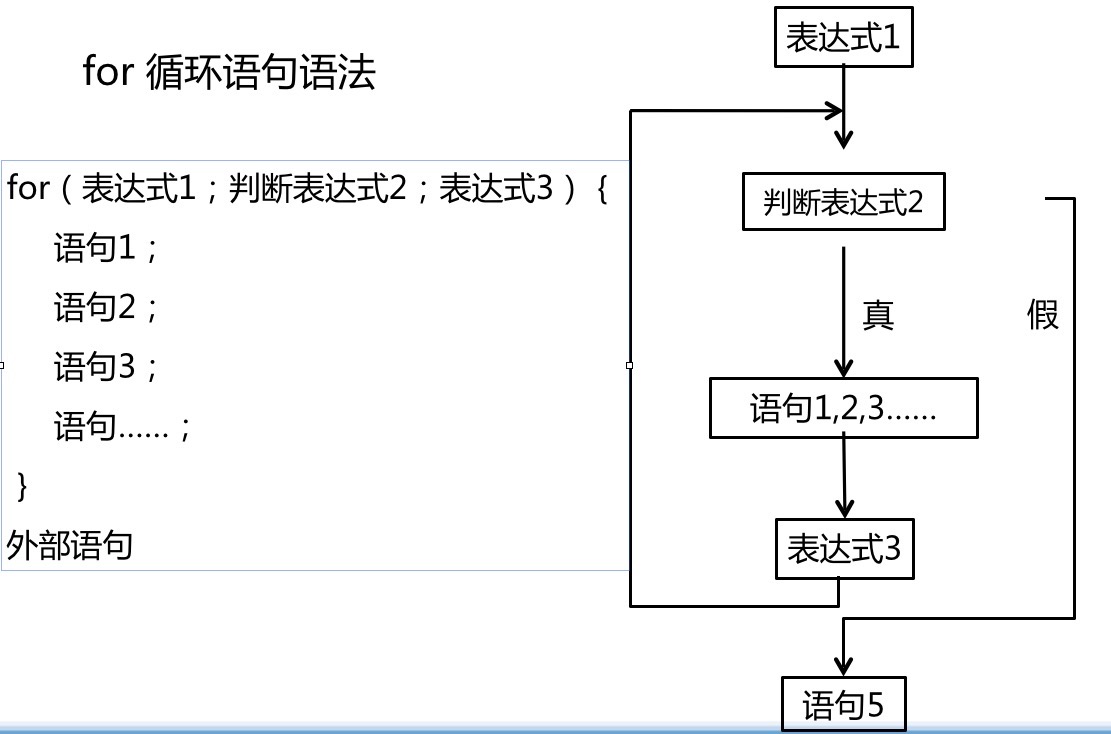 for 循环语句语法
for（表达式1；判断表达式2；表达式3） {
语句1；
语句2；
语句3；
语句……；
}
外部语句
表达式1
判断表达式2
真
假
语句1,2,3……
表达式3
语句5